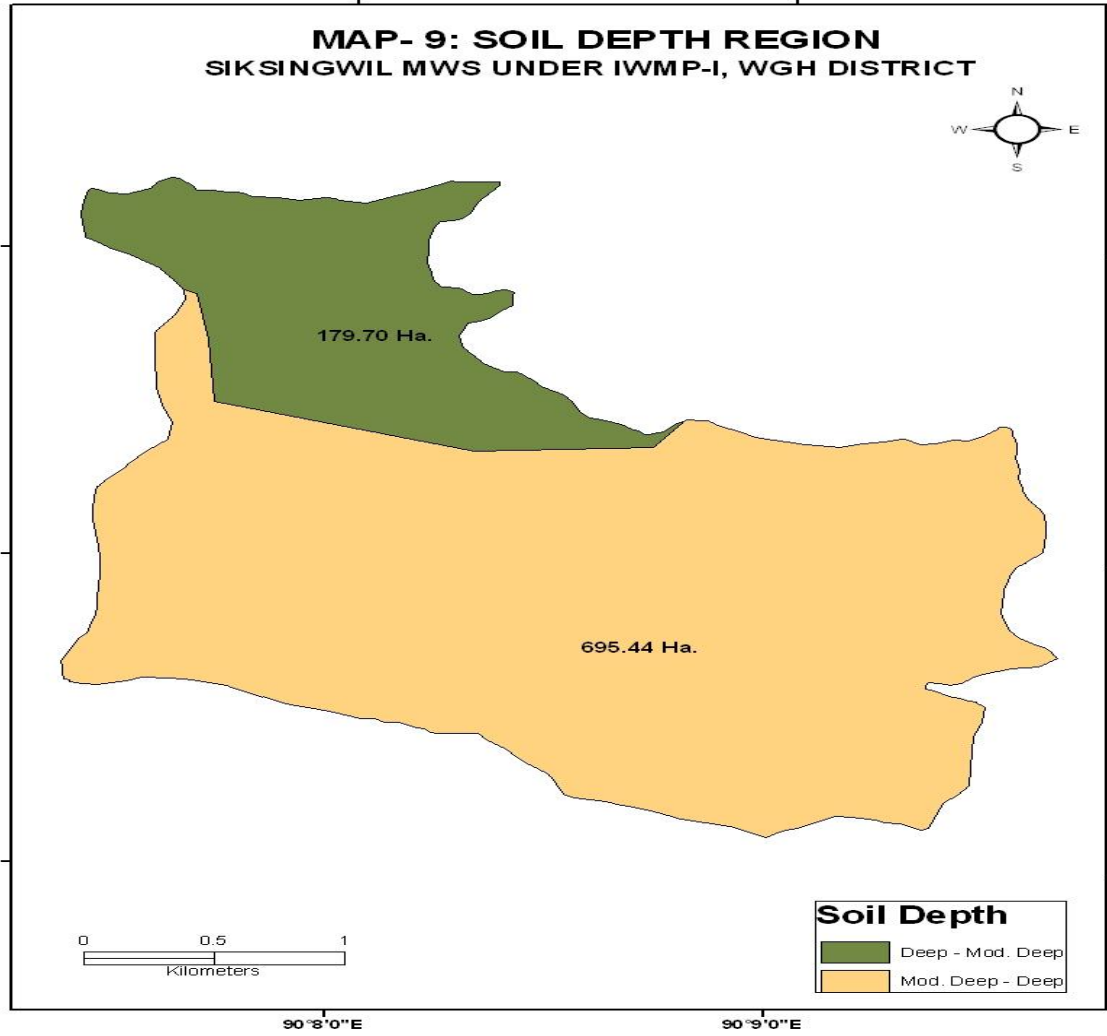 MAP- 9: SOIL DEPTH REGION
SIKSINGWIL MWS UNDER IWMP-I, WGH DISTRICT
N
W E
S
179.70 Ha.
695.44 Ha.
Soil Depth
Deep - Mod. Deep
Mod. Deep - Deep
0 0.5 1
Kilometers
90°8'0"E 90°9'0"E